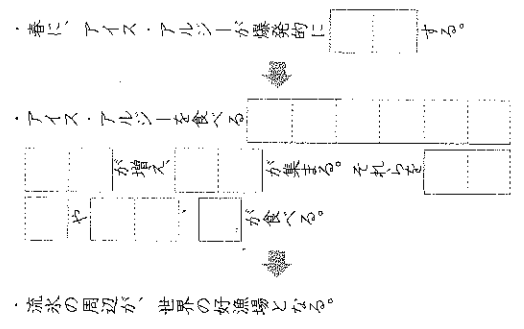 ・春に、アイス・アルジーが爆発的に する。
・アイス・アルジーを食べる
が増え、 が集まる。それらを
や 、 が食べる。
・流氷の周辺が、世界の好漁場となる。